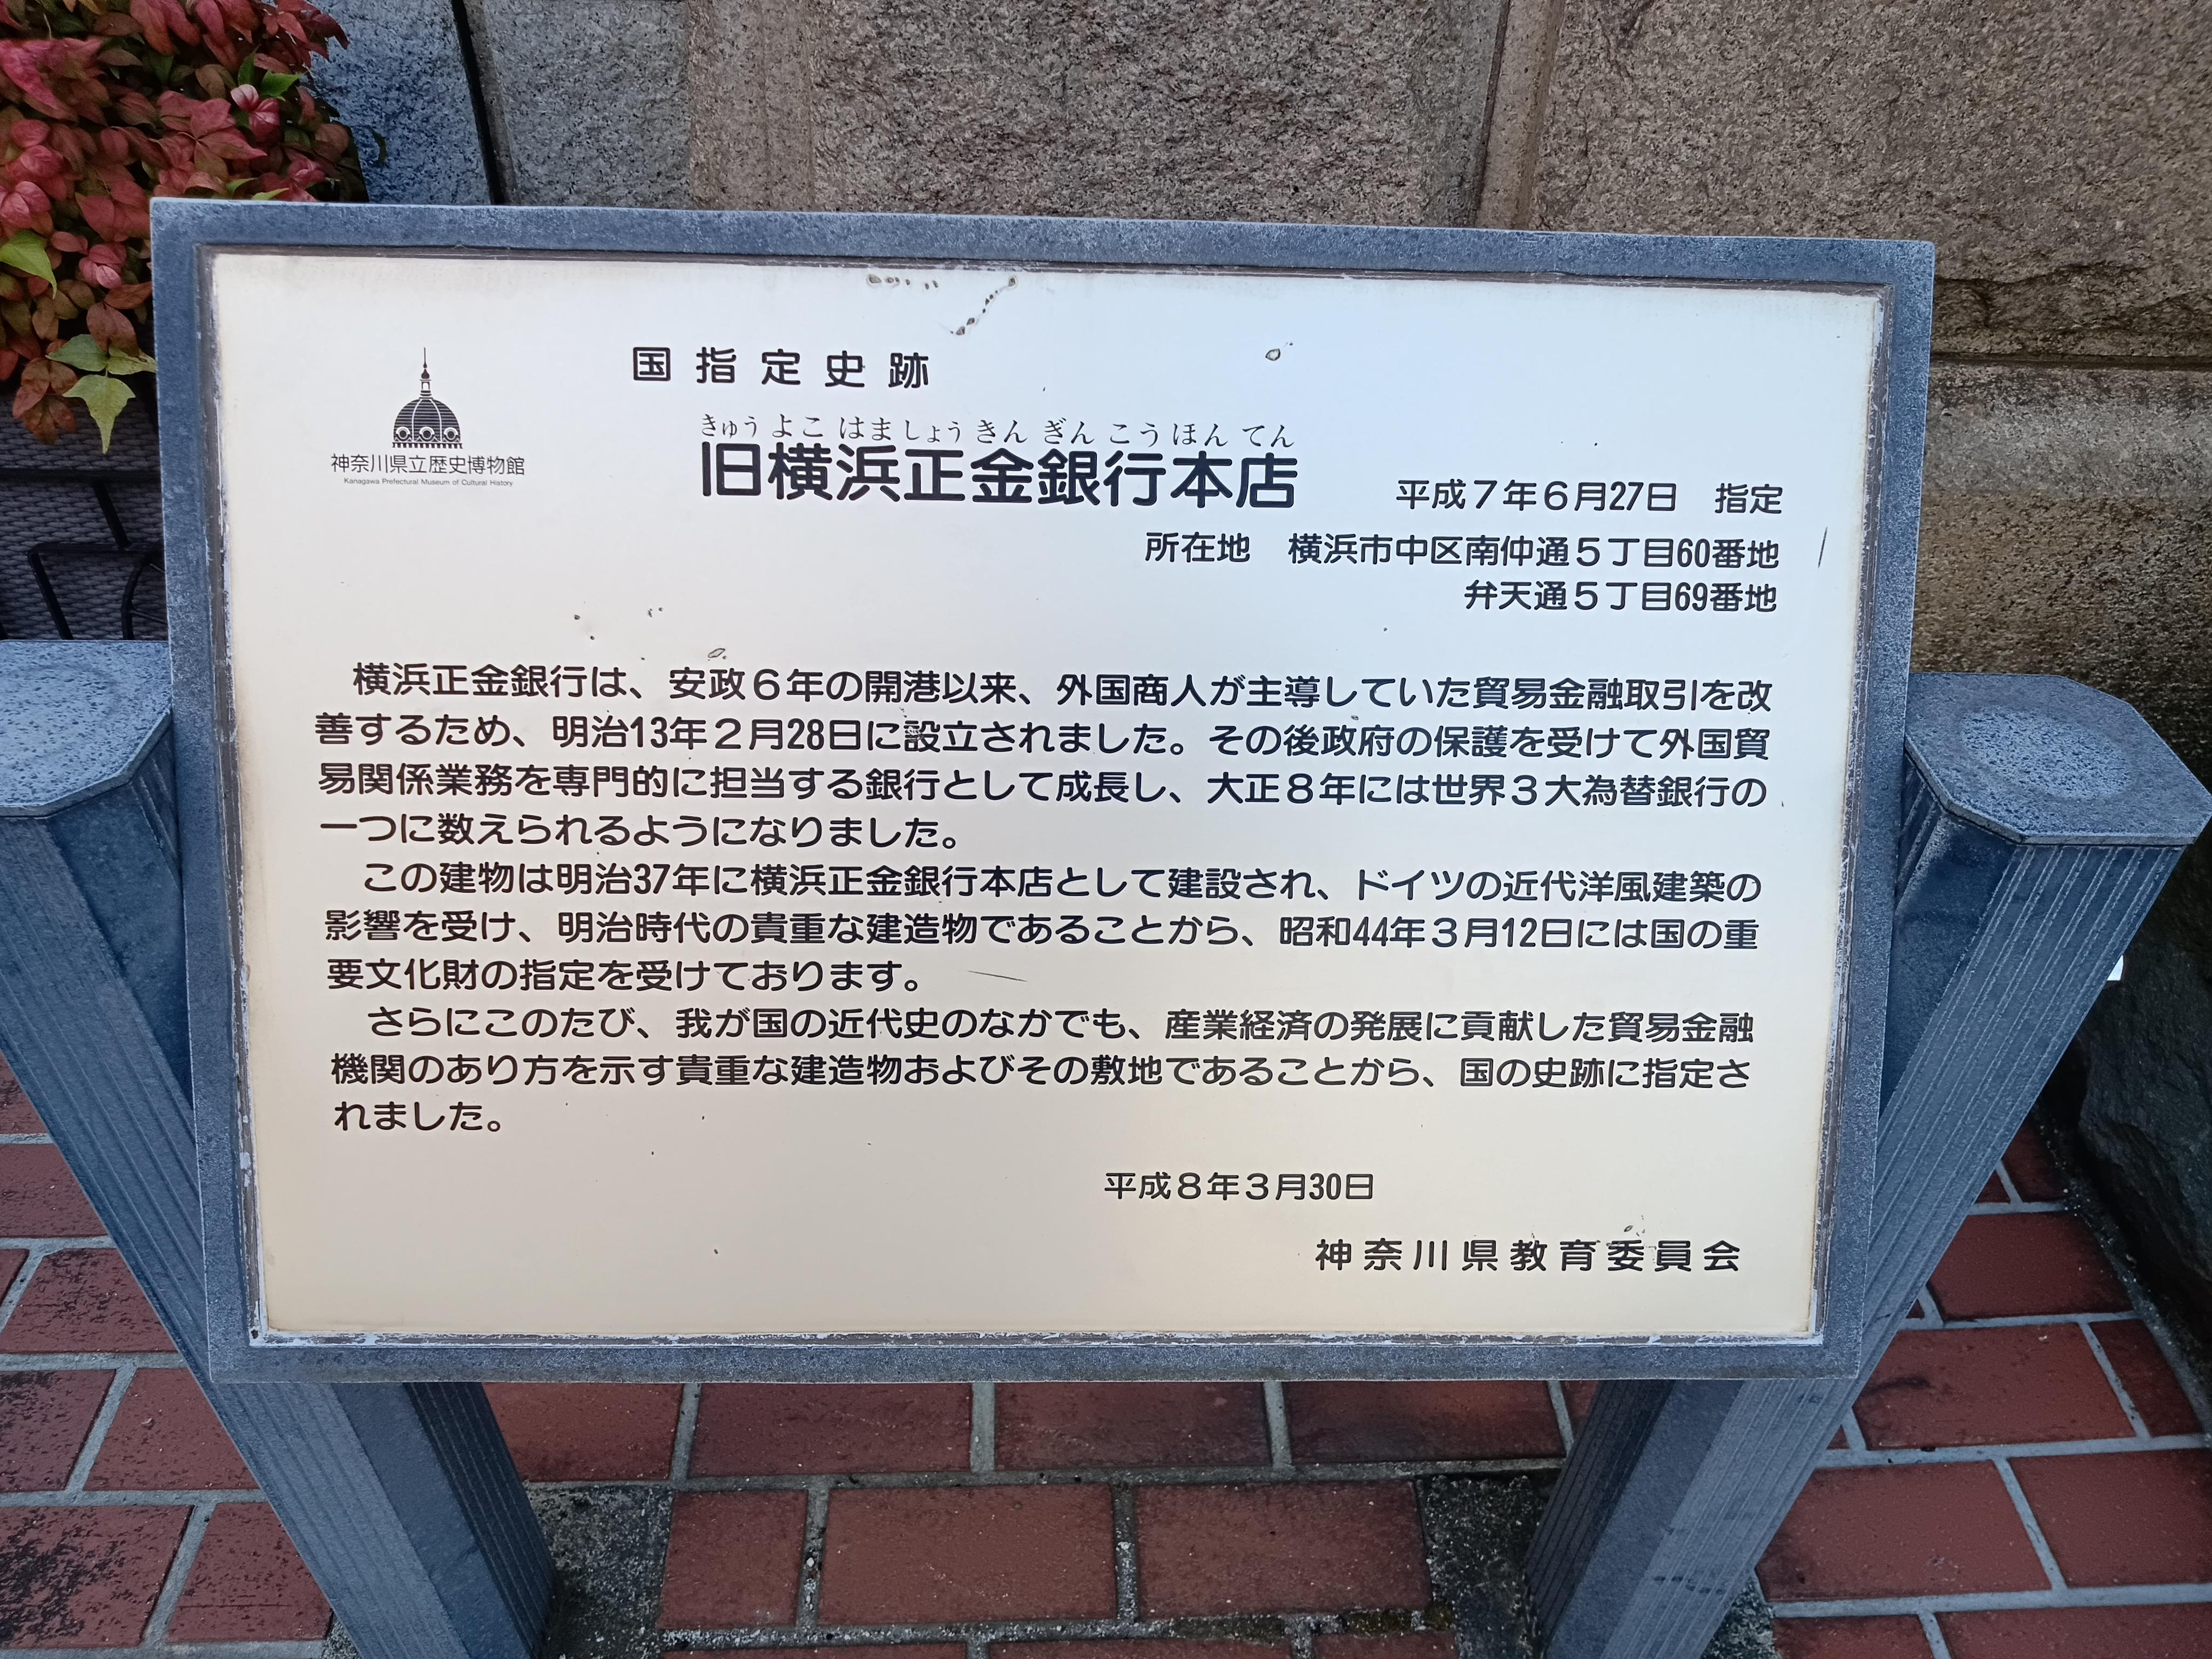 神奈川県立歴史博物館
Kanagawa Prefectural Museum of Cultural History
国指定史跡
きゅう よこ はま しょう きん ぎん こう ほん てん
旧横浜正金銀行本店
平成7年6月27日 指定
所在地 横浜市中区南仲通5丁目60番地
弁天通5丁目69番地
横浜正金銀行は、安政6年の開港以来、外国商人が主導していた貿易金融取引を改
善するため、明治13年2月28日に設立されました。その後政府の保護を受けて外国貿
易関係業務を専門的に担当する銀行として成長し、大正8年には世界3大為替銀行の
一つに数えられるようになりました。
この建物は明治37年に横浜正金銀行本店として建設され、ドイツの近代洋風建築の
影響を受け、明治時代の貴重な建造物であることから、昭和44年3月12日には国の重
要文化財の指定を受けております。
さらにこのたび、我が国の近代史のなかでも、産業経済の発展に貢献した貿易金融
機関のあり方を示す貴重な建造物およびその敷地であることから、国の史跡に指定さ
れました。
平成8年3月30日
神奈川県教育委員会